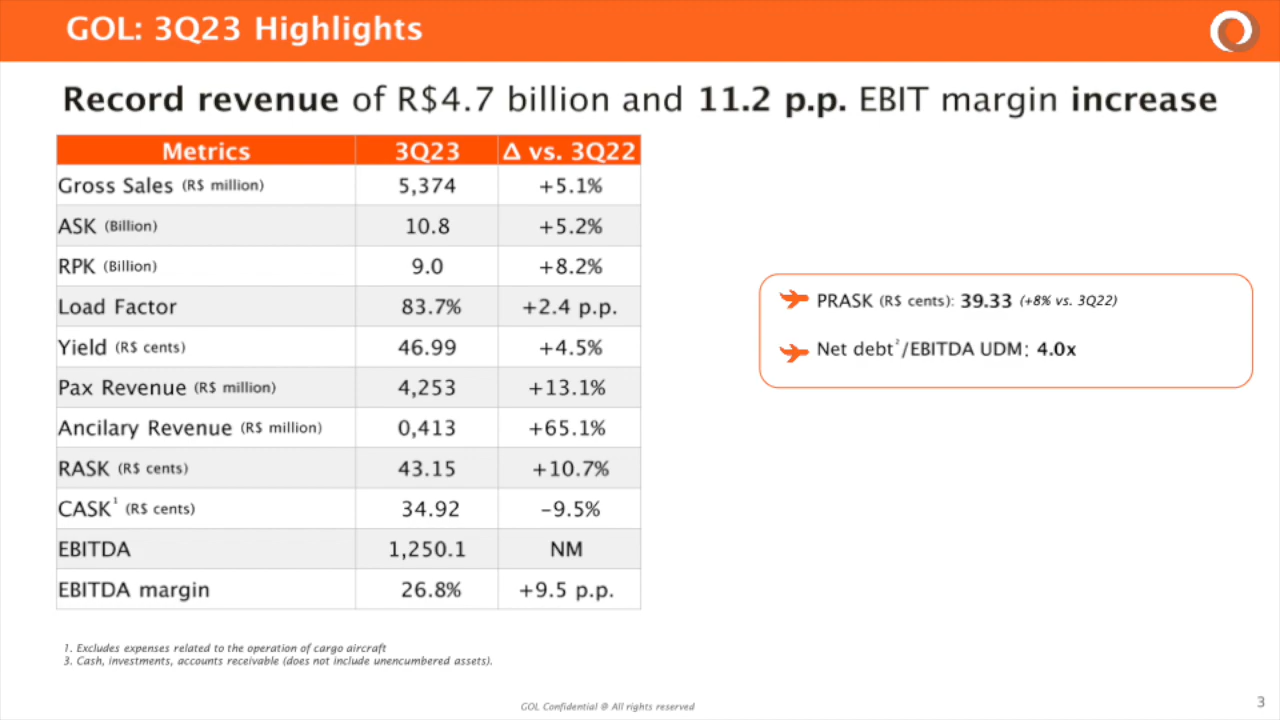 GOL: 3Q23 Highlights
Record revenue of R$4.7 billion and 11.2 p.p. EBIT margin increase
Metrics 3Q23 Δ vs. 3Q22
Gross Sales (R$ million) 5,374 +5.1%
ASK (Billion) 10.8 +5.2%
RPK (Billion) 9.0 +8.2%
Load Factor 83.7% +2.4 p.p.
Yield (R$ cents) 46.99 +4.5%
Pax Revenue (R$ million) 4,253 +13.1%
Ancilary Revenue (R$ million) 0,413 +65.1%
RASK (R$ cents) 43.15 +10.7%
CASK¹ (R$ cents) 34.92 -9.5%
EBITDA 1,250.1 NM
EBITDA margin 26.8% +9.5 p.p.
PRASK (R$ cents): 39.33 (+8% vs. 3Q22)
Net debt²/EBITDA UDM: 4.0x
1. Excludes expenses related to the operation of cargo aircraft
3. Cash, investments, accounts receivable (does not include unencumbered assets).
GOL Confidential @ All rights reserved
3